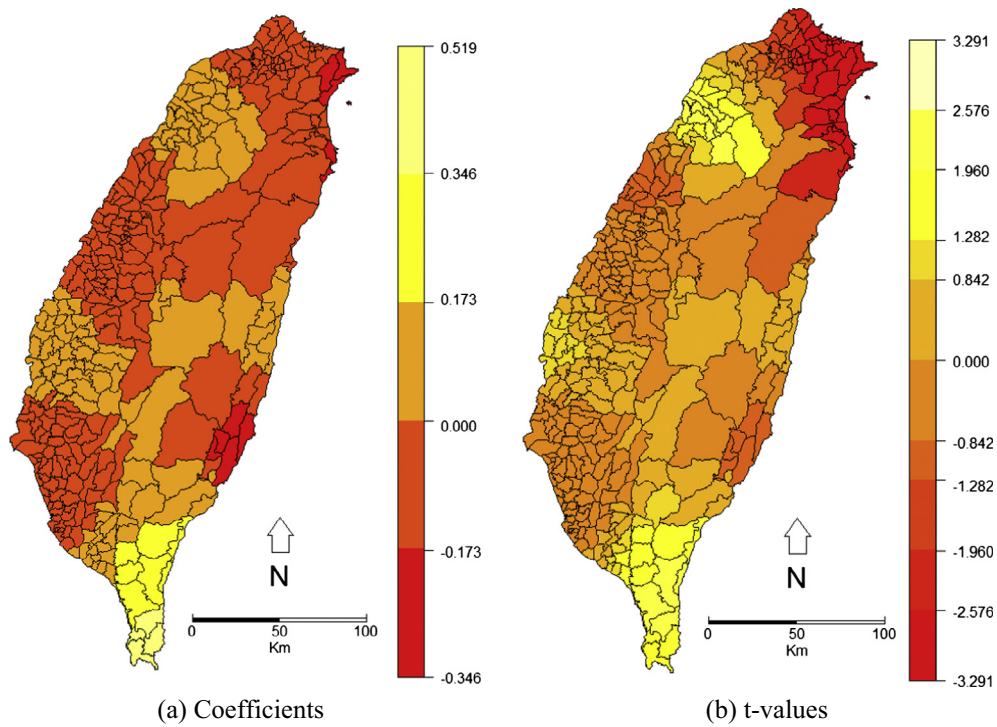 0.519
0.346
0.173
0.000
-0.173
-0.346
N
0 50 100
Km
(a) Coefficients
3.291
2.576
1.960
1.282
0.842
0.000
-0.842
-1.282
-1.960
-2.576
-3.291
N
0 50 100
Km
(b) t-values